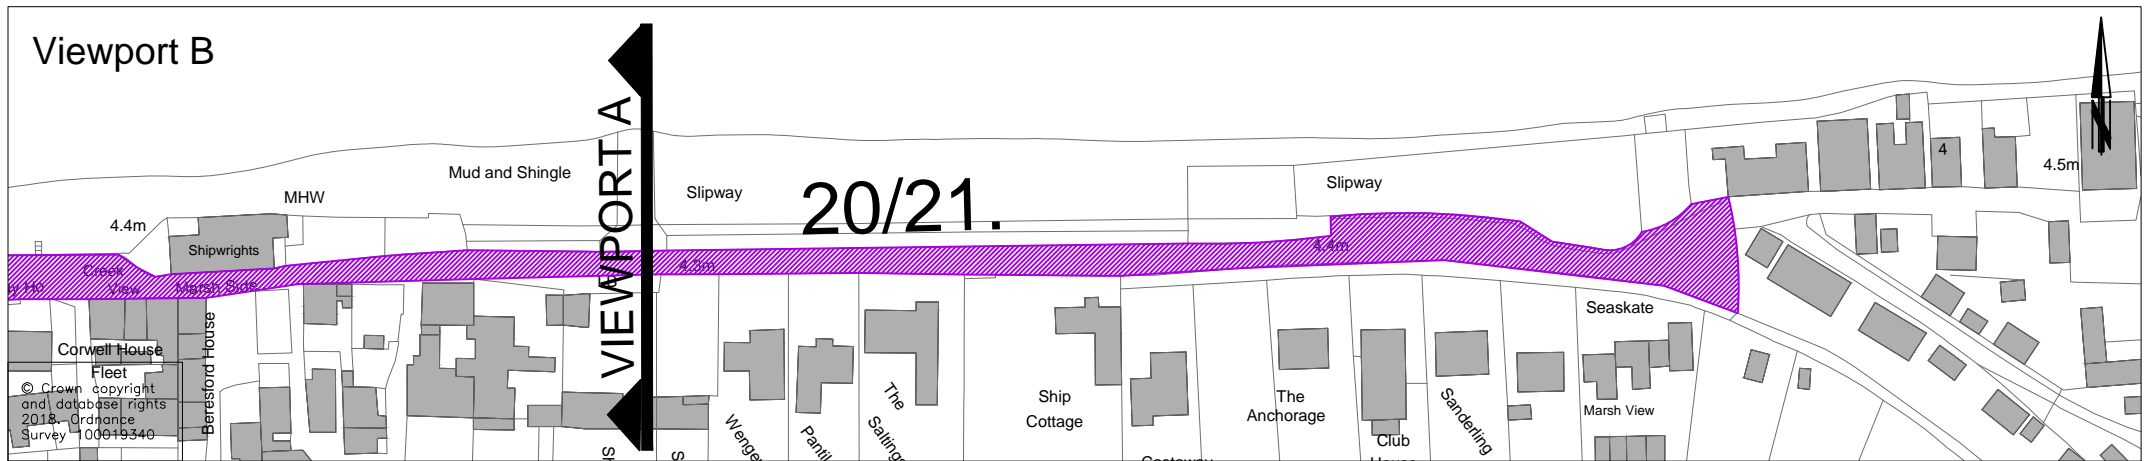 Viewport B
N
VIEWPORT A
20/21.
Mud and Shingle
MHW
4.4m
Slipway
Slipway
4
4.5m
Shipwrights
Creek
View
Marsh Side
4.3m
4.4m
Seaskate
Corwell House
Fleet
Beresford House
© Crown copyright
and database rights
2018. Ordnance
Survey 100019340
The
Saltings
Ship
Cottage
The
Anchorage
Club
Sanderling
Marsh View